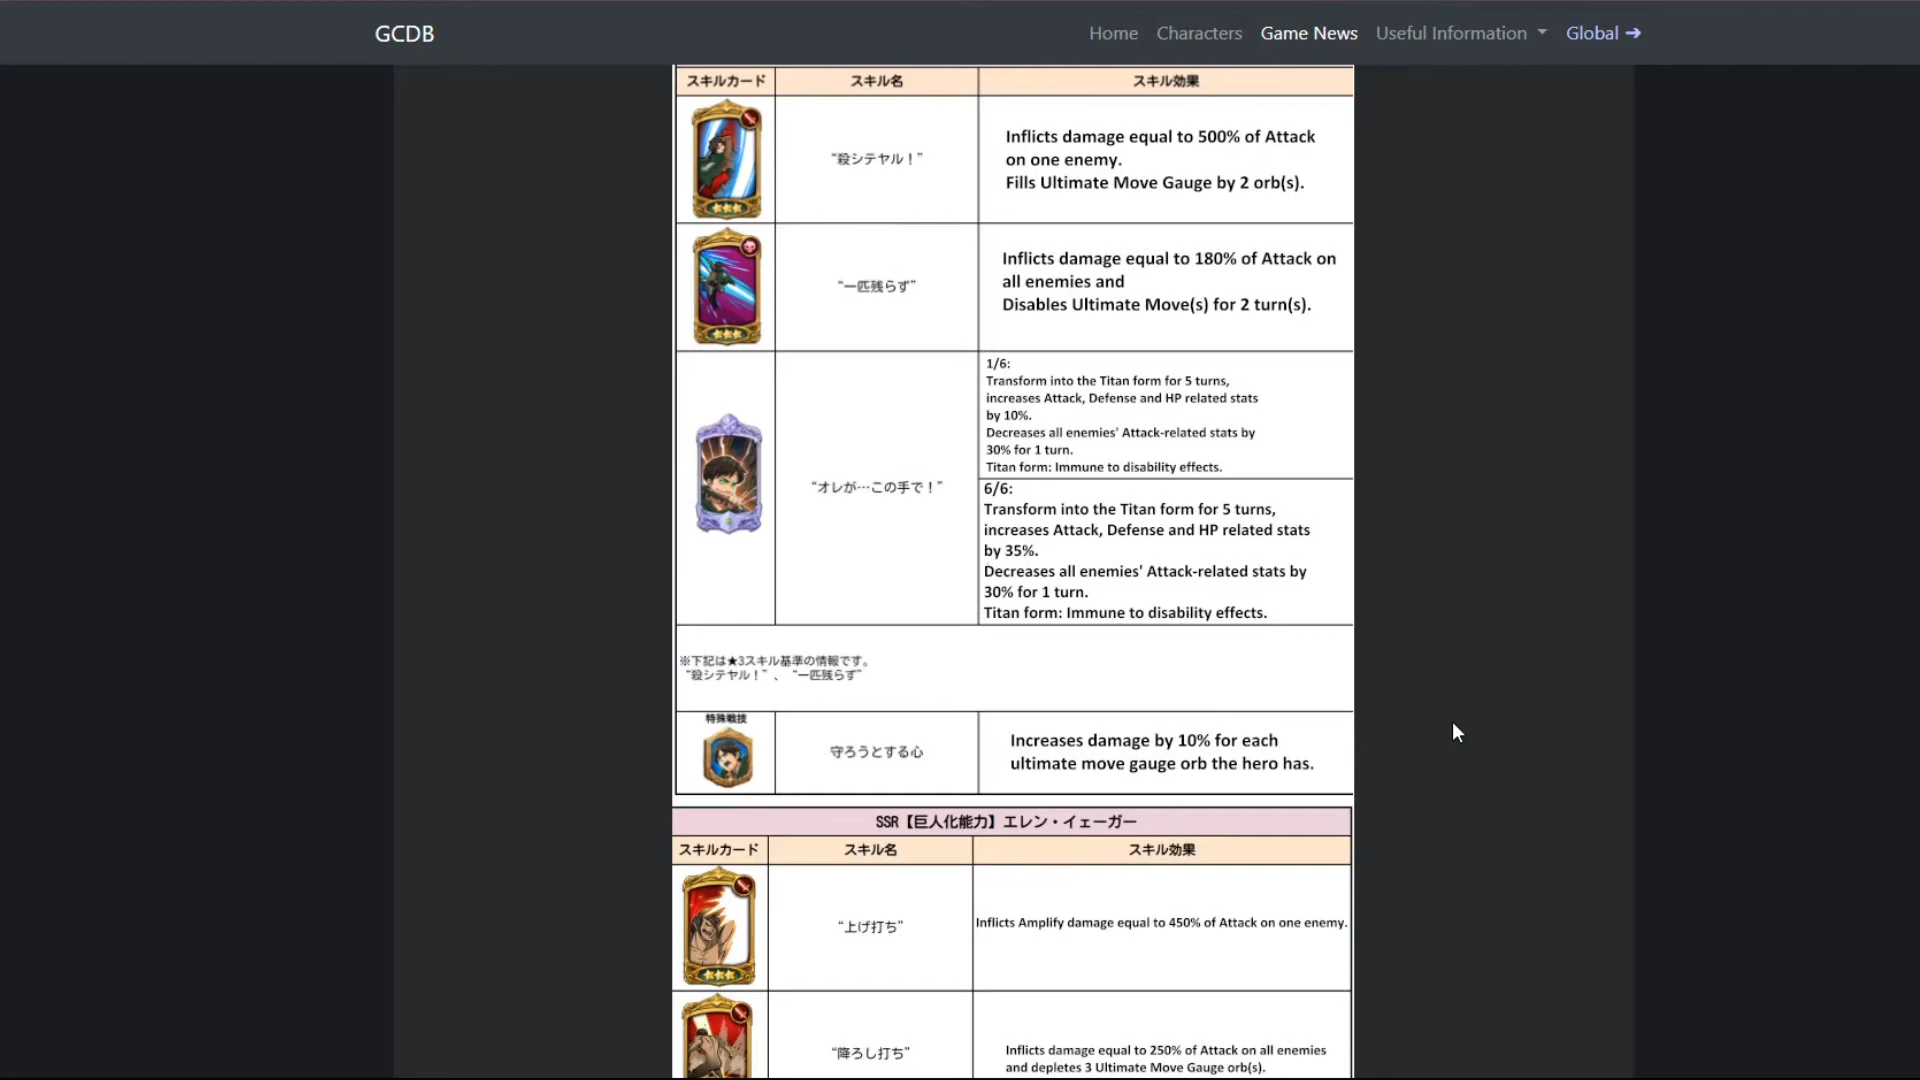 GCDB
Home Characters Game News Useful Information Global →
スキルカード スキル名 スキル効果
“殺シテヤル！”
Inflicts damage equal to 500% of Attack
on one enemy.
Fills Ultimate Move Gauge by 2 orb(s).
“一匹残らず”
Inflicts damage equal to 180% of Attack on
all enemies and
Disables Ultimate Move(s) for 2 turn(s).
“オレが…この手で！”
1/6:
Transform into the Titan form for 5 turns,
increases Attack, Defense and HP related stats
by 10%.
Decreases all enemies' Attack-related stats by
30% for 1 turn.
Titan form: Immune to disability effects.
6/6:
Transform into the Titan form for 5 turns,
increases Attack, Defense and HP related stats
by 35%.
Decreases all enemies' Attack-related stats by
30% for 1 turn.
Titan form: Immune to disability effects.
※下記は★3スキル基準の情報です。
“殺シテヤル！”、“一匹残らず”
特殊戦技
守ろうとする心
Increases damage by 10% for each
ultimate move gauge orb the hero has.
SSR【巨人化能力】エレン・イェーガー
スキルカード スキル名 スキル効果
“上げ打ち”
Inflicts Amplify damage equal to 450% of Attack on one enemy.
“降ろし打ち”
Inflicts damage equal to 250% of Attack on all enemies
and depletes 3 Ultimate Move Gauge orb(s).